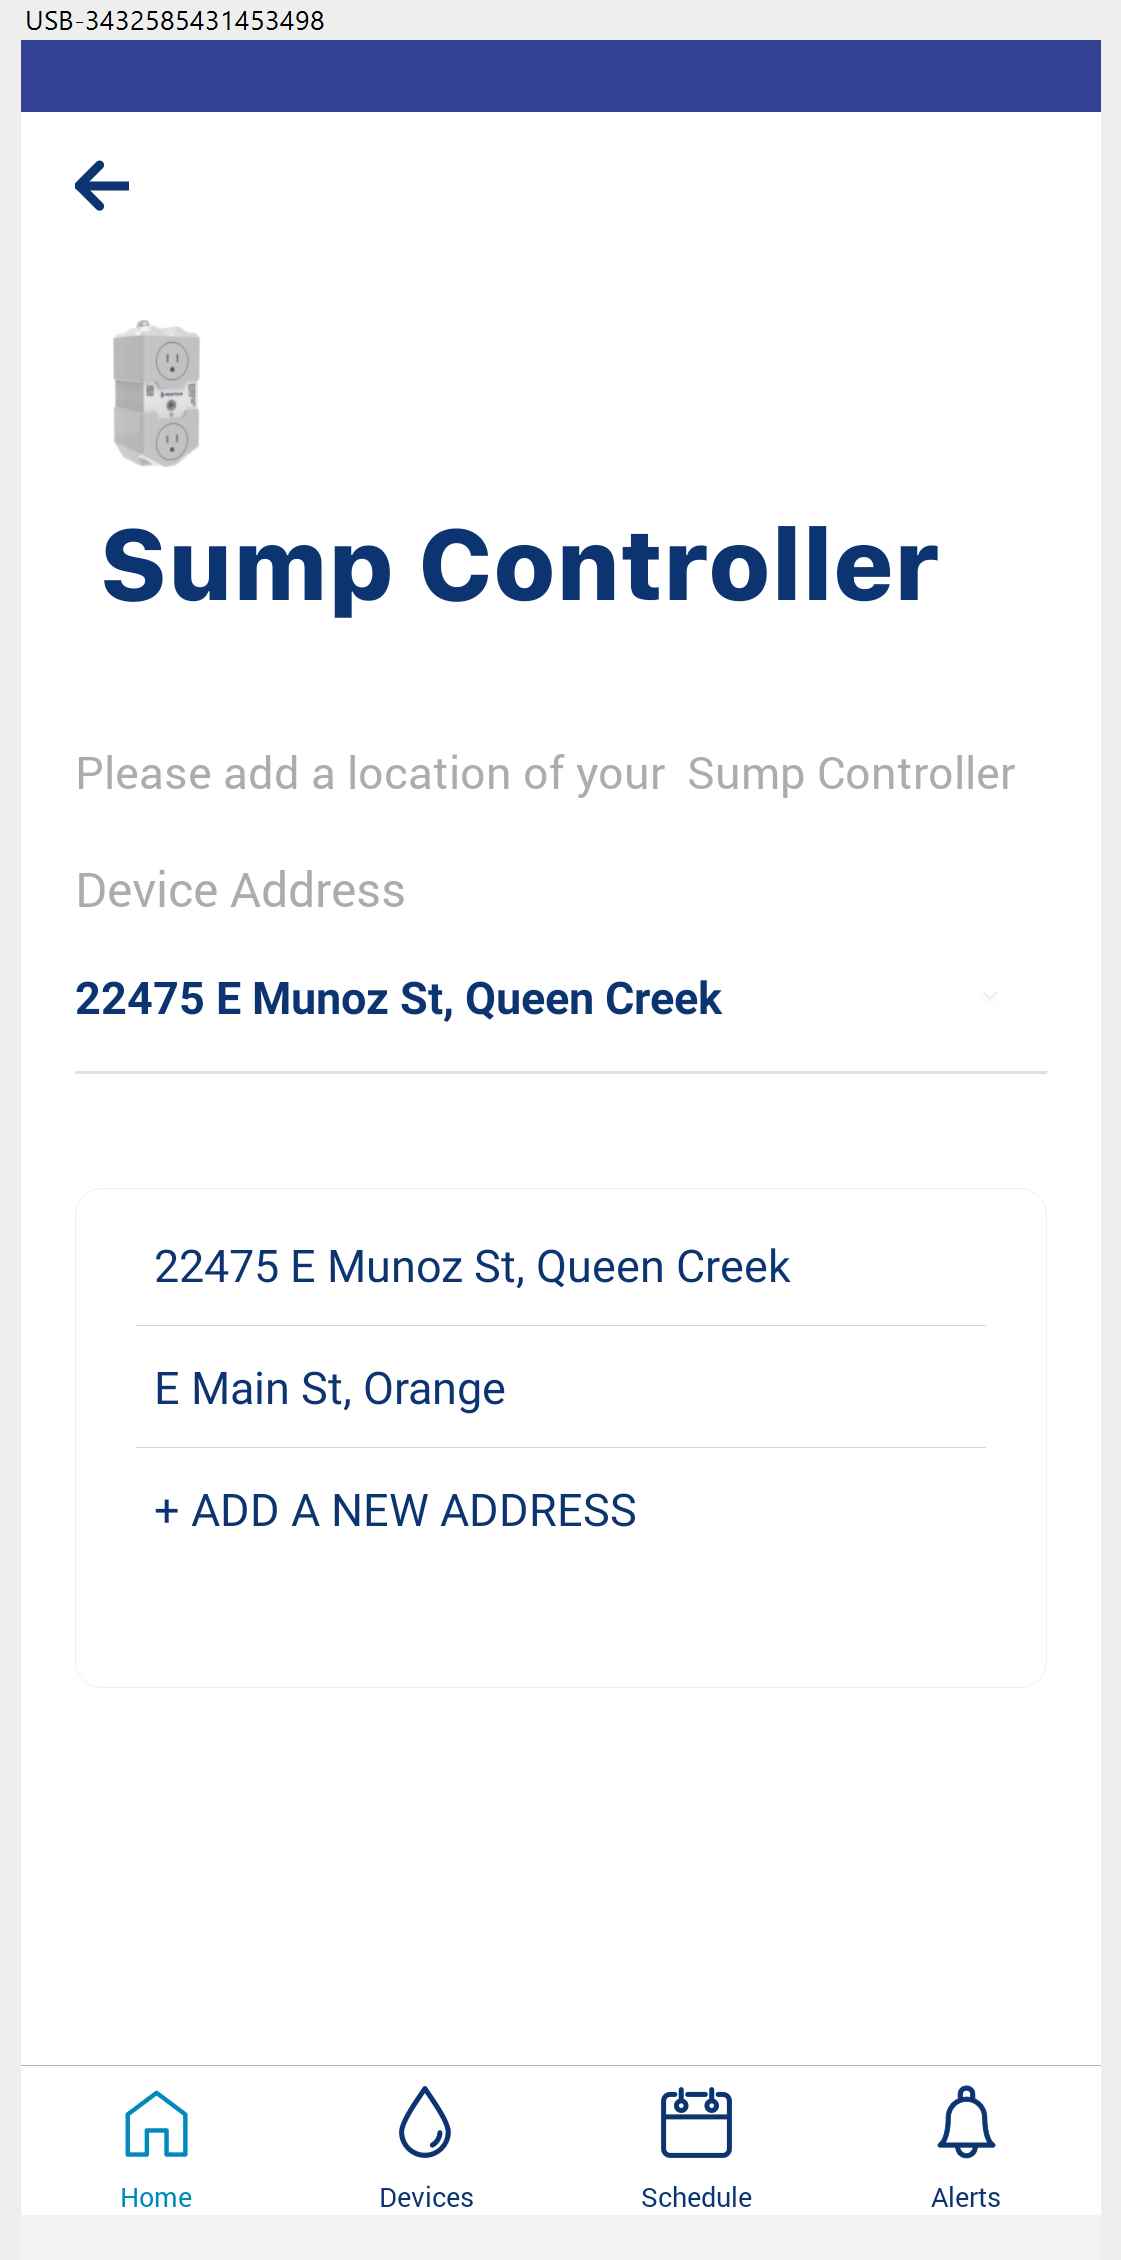 USB-3432585431453498
Sump Controller
Please add a location of your  Sump Controller
Device Address
22475 E Munoz St, Queen Creek
22475 E Munoz St, Queen Creek
E Main St, Orange
+ ADD A NEW ADDRESS
Home
Devices
Schedule
Alerts